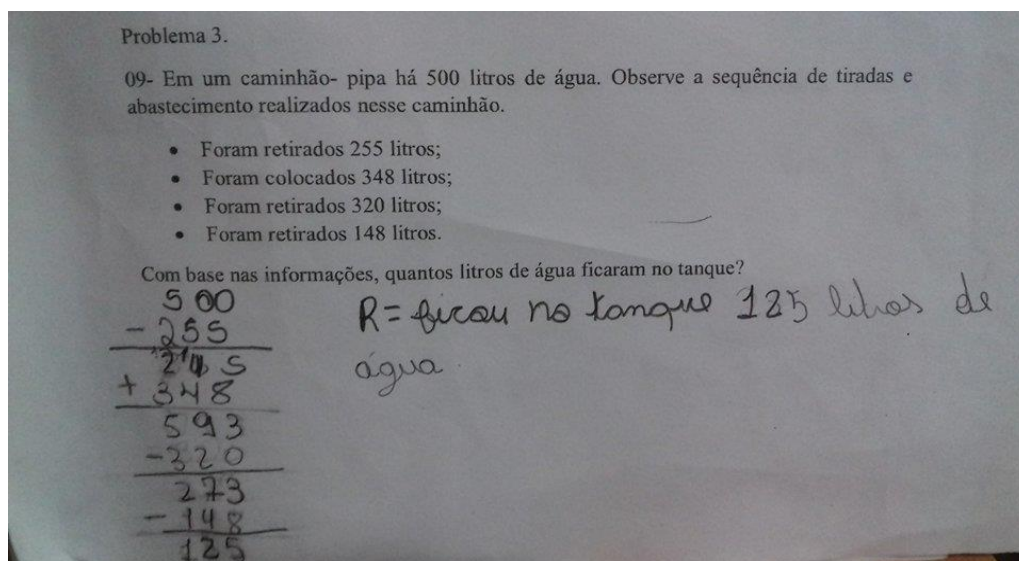 Problema 3.
09- Em um caminhão- pipa há 500 litros de água. Observe a sequência de tiradas e
abastecimento realizados nesse caminhão.
• Foram retirados 255 litros;
• Foram colocados 348 litros;
• Foram retirados 320 litros;
• Foram retirados 148 litros.
Com base nas informações, quantos litros de água ficaram no tanque?
500
- 255
245
+ 348
593
-320
273
- 148
125
R= ficou no tanque 125 litros de
água.